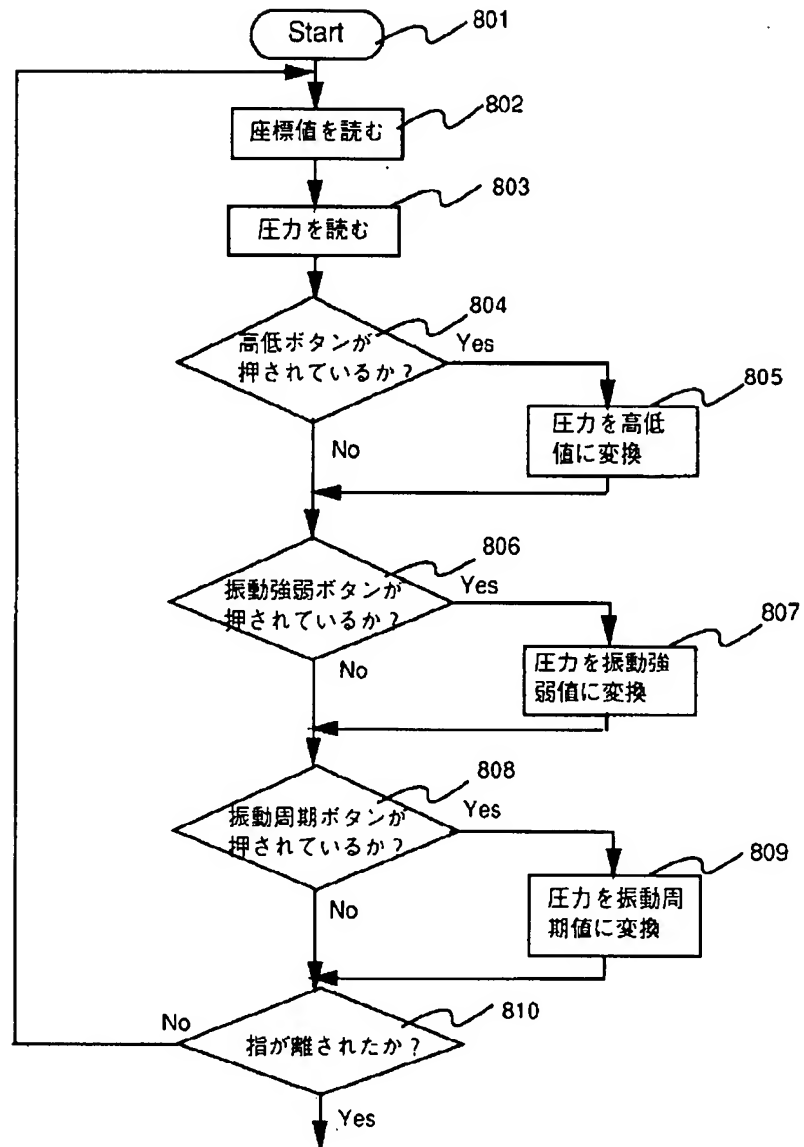 Start
801
802
座標値を読む
803
圧力を読む
804
高低ボタンが
押されているか?
Yes
805
圧力を高低
値に変換
No
806
振動強弱ボタンが
押されているか?
Yes
807
圧力を振動強
弱値に変換
No
808
振動周期ボタンが
押されているか?
Yes
809
圧力を振動周
期値に変換
No
810
No
指が離されたか?
Yes